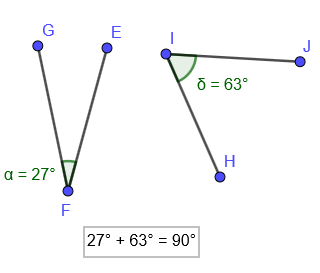 G
E
I
J
δ = 63°
H
α = 27°
F
27° + 63° = 90°